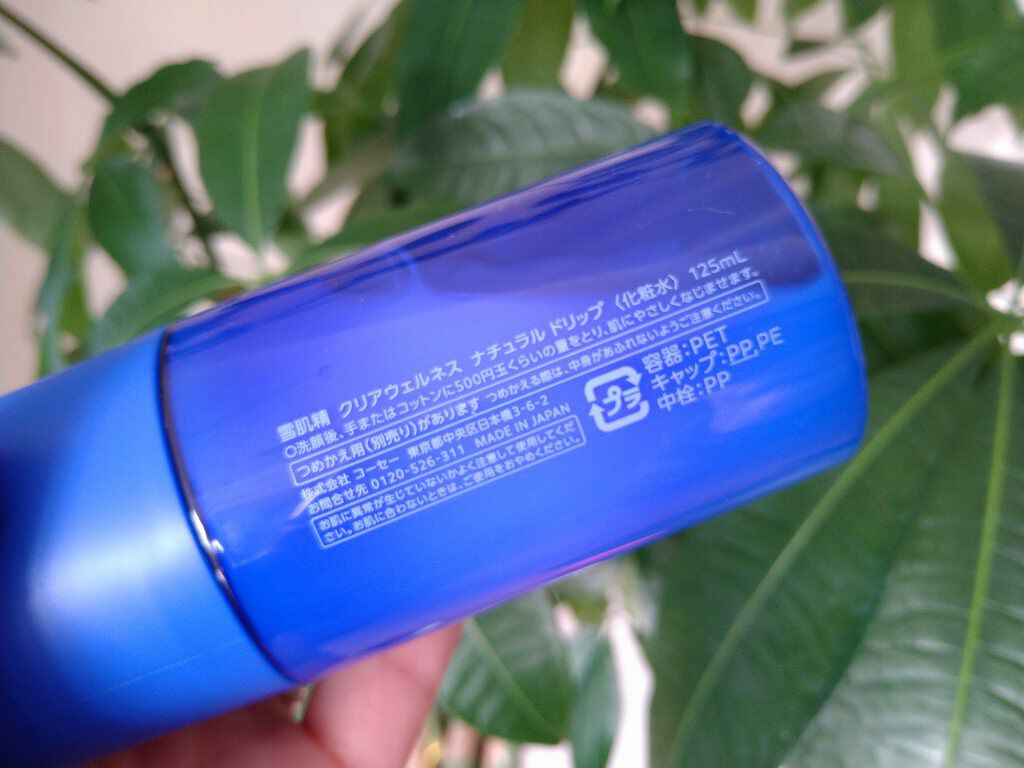 雪肌精 クリアウェルネス ナチュラル ドリップ 〈化粧水〉 125mL
○洗顔後、手またはコットンに500円玉くらいの量をとり、肌にやさしくなじませます。
つめかえ用(別売り)があります つめかえる際は、中身があふれないようご注意ください。
株式会社 コーセー 東京都中央区日本橋3-6-2
お問合せ先 0120-526-311 MADE IN JAPAN
お肌に異常が生じていないかよく注意して使用してくだ
さい。お肌に合わないときは、ご使用をおやめください。
プラ
容器:PET
キャップ:PP,PE
中栓:PP